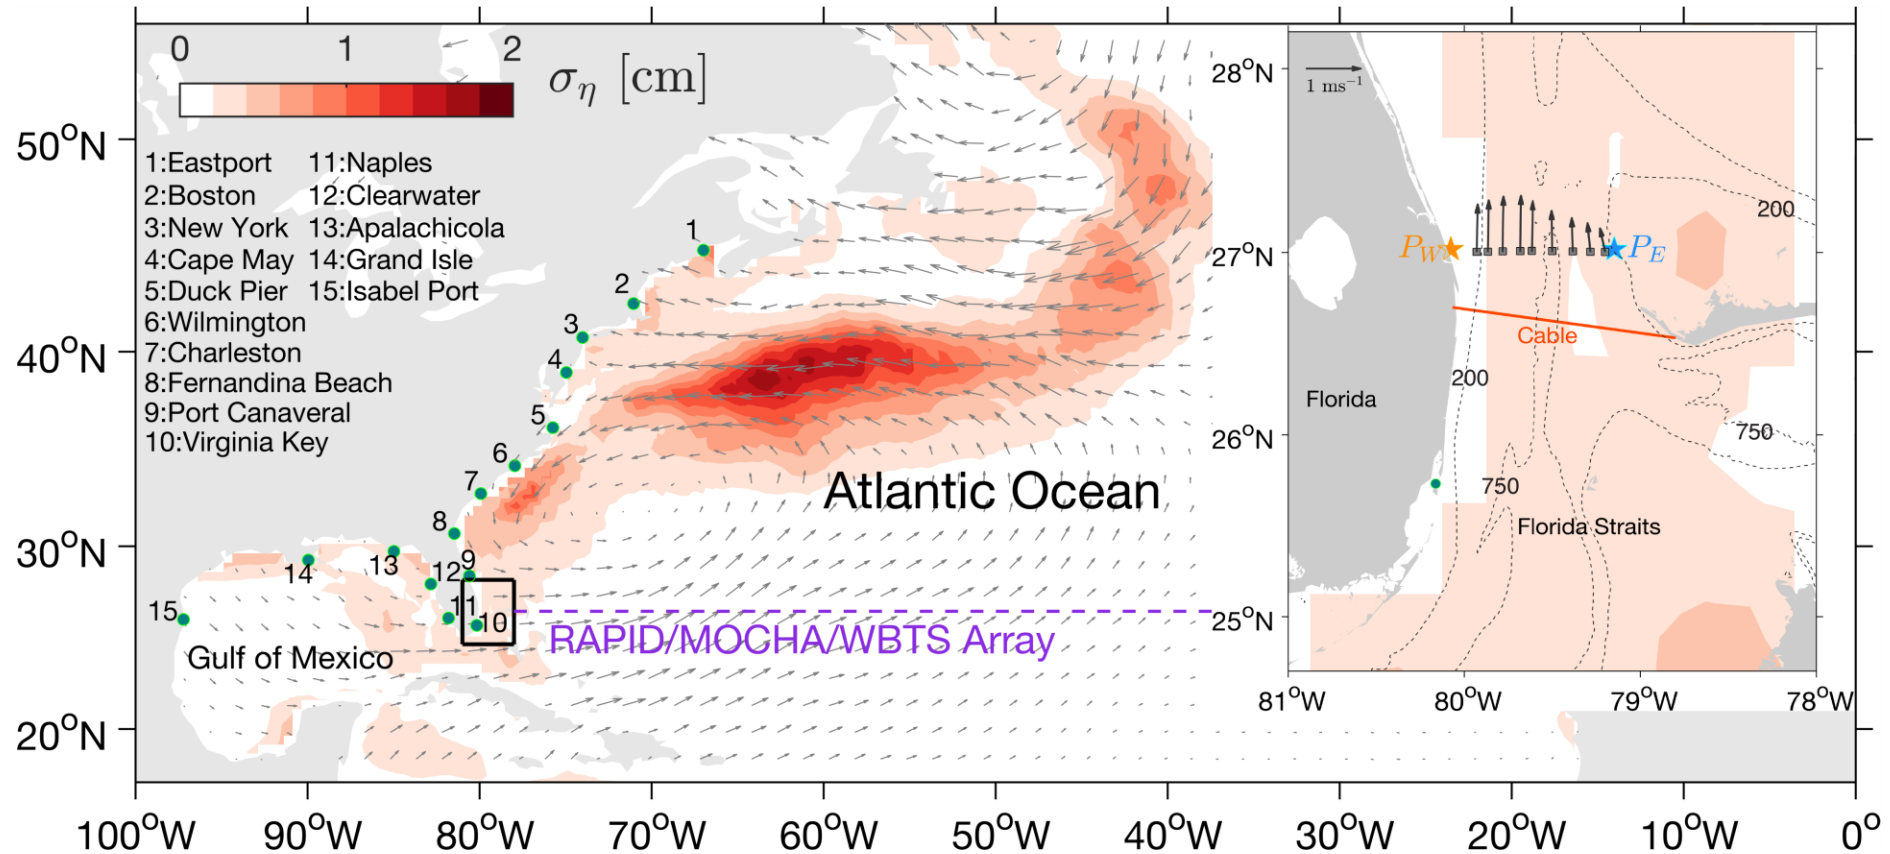 0 1 2
σ_η [cm]
1:Eastport 11:Naples
2:Boston 12:Clearwater
3:New York 13:Apalachicola
4:Cape May 14:Grand Isle
5:Duck Pier 15:Isabel Port
6:Wilmington
7:Charleston
8:Fernandina Beach
9:Port Canaveral
10:Virginia Key
50°N
40°N
30°N
20°N
1
2
3
4
5
6
7
8
9
10
11
12
13
14
15
Atlantic Ocean
Gulf of Mexico
RAPID/MOCHA/WBTS Array
100°W 90°W 80°W 70°W 60°W 50°W 40°W 30°W 20°W 10°W 0°
28°N
27°N
26°N
25°N
1 ms⁻¹
200
P_W P_E
Cable
200
Florida
750
750
Florida Straits
81°W 80°W 79°W 78°W